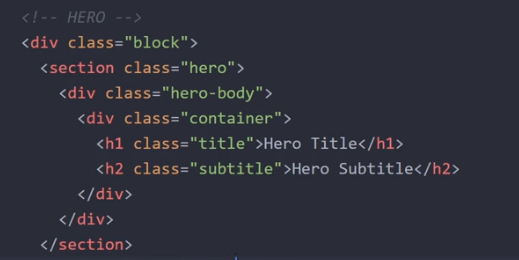 <!-- HERO -->
<div class="block">
<section class="hero">
<div class="hero-body">
<div class="container">
<h1 class="title">Hero Title</h1>
<h2 class="subtitle">Hero Subtitle</h2>
</div>
</div>
</section>